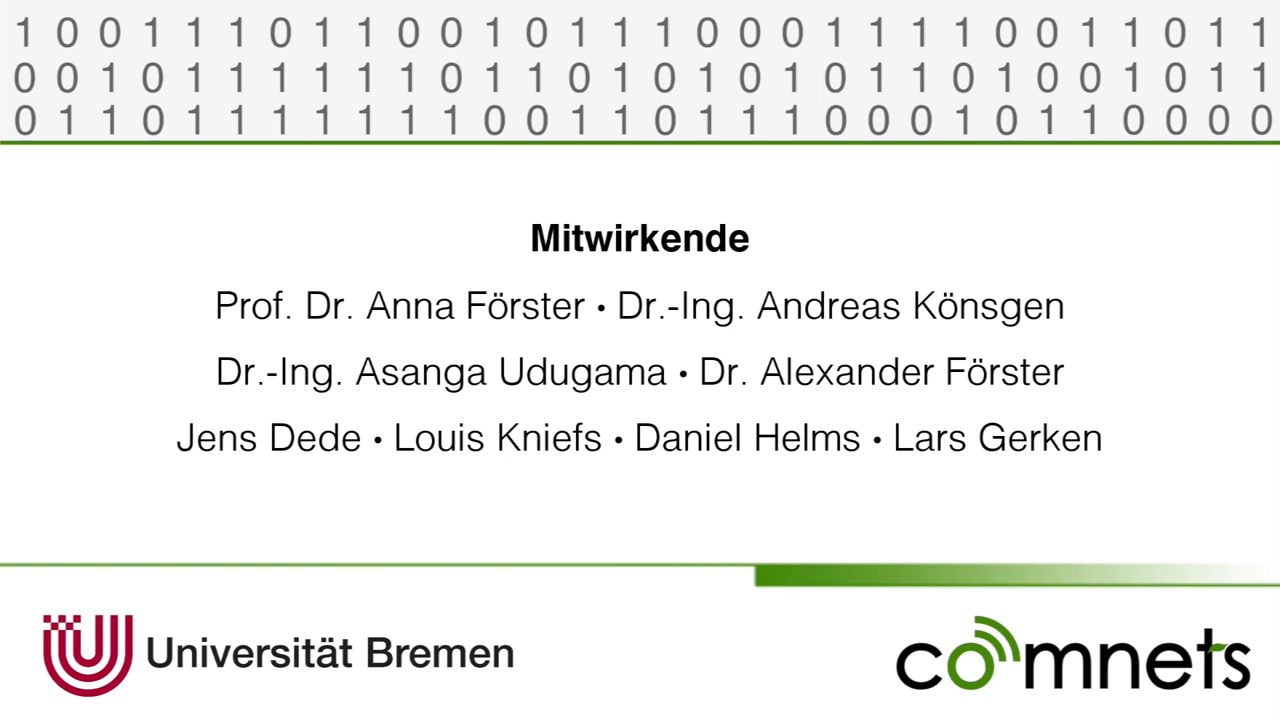 1 0 0 1 1 1 0 1 1 0 0 1 0 1 1 1 0 0 0 1 1 1 1 0 0 1 1 0 1 1
0 0 1 0 1 1 1 1 1 1 0 1 1 0 1 0 1 0 1 0 1 1 0 1 0 0 1 0 1 1
0 1 1 0 1 1 1 1 1 1 1 0 0 1 1 0 1 1 1 0 0 0 1 0 1 1 0 0 0 0
Mitwirkende
Prof. Dr. Anna Förster • Dr.-Ing. Andreas Könsgen
Dr.-Ing. Asanga Udugama • Dr. Alexander Förster
Jens Dede • Louis Kniefs • Daniel Helms • Lars Gerken
Universität Bremen
comnets